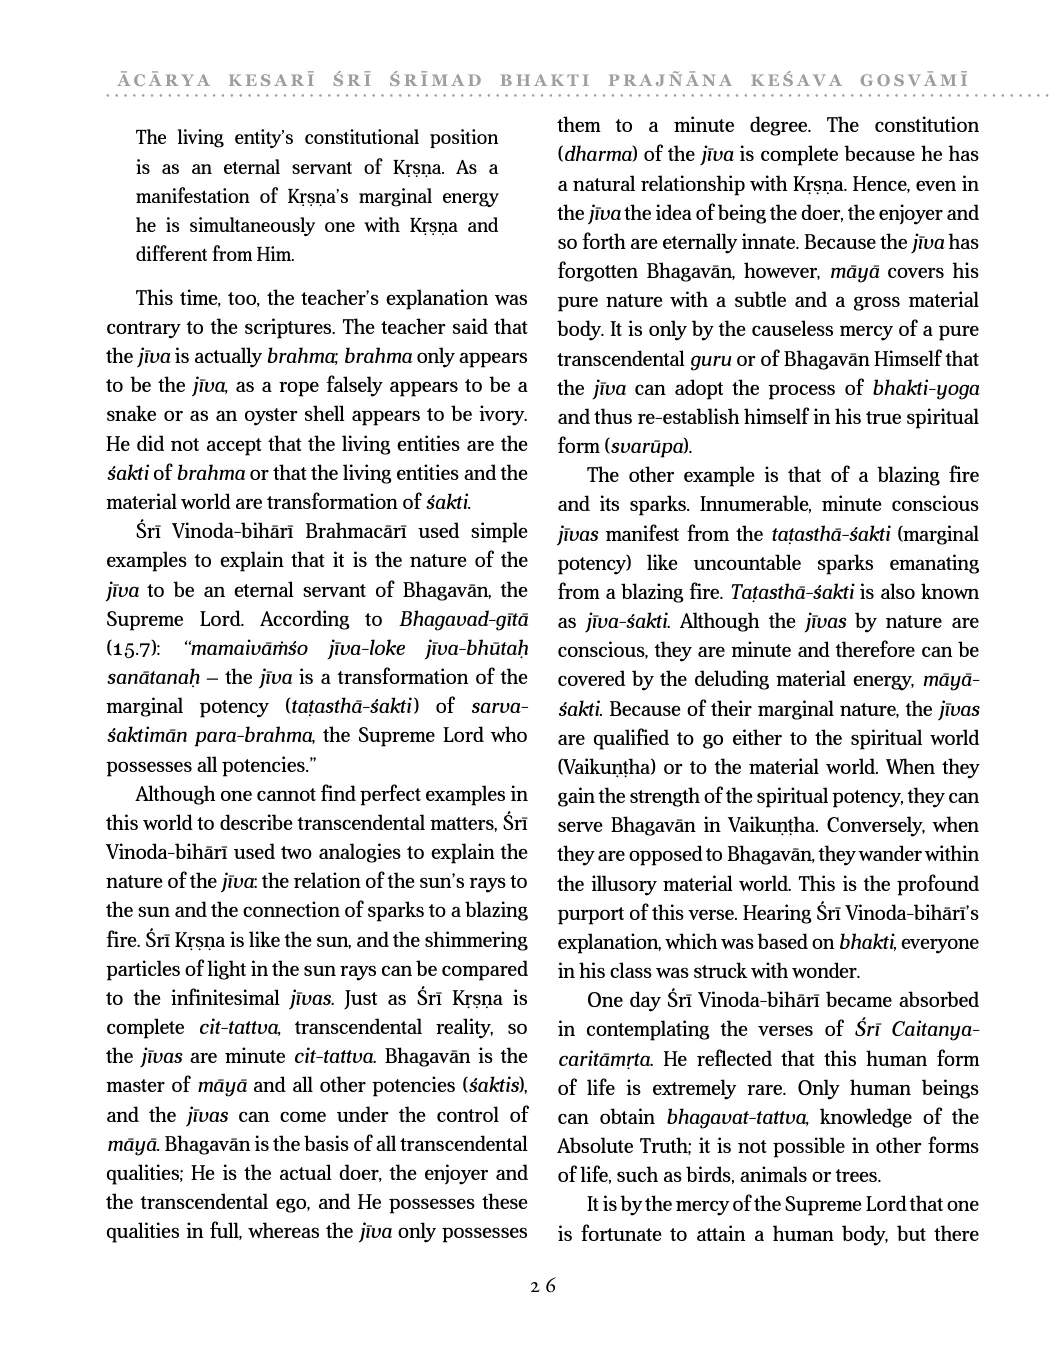 ĀCĀRYA KESARĪ ŚRĪ ŚRĪMAD BHAKTI PRAJÑĀNA KEŚAVA GOSVĀMĪ
The living entity’s constitutional position
is as an eternal servant of Kṛṣṇa. As a
manifestation of Kṛṣṇa’s marginal energy
he is simultaneously one with Kṛṣṇa and
different from Him.
This time, too, the teacher’s explanation was
contrary to the scriptures. The teacher said that
the jīva is actually brahma; brahma only appears
to be the jīva, as a rope falsely appears to be a
snake or as an oyster shell appears to be ivory.
He did not accept that the living entities are the
śakti of brahma or that the living entities and the
material world are transformation of śakti.
Śrī Vinoda-bihārī Brahmacārī used simple
examples to explain that it is the nature of the
jīva to be an eternal servant of Bhagavān, the
Supreme Lord. According to Bhagavad-gītā
(15.7): “mamaivāṁśo jīva-loke jīva-bhūtaḥ
sanātanaḥ – the jīva is a transformation of the
marginal potency (taṭasthā-śakti) of sarva-
śaktimān para-brahma, the Supreme Lord who
possesses all potencies.”
Although one cannot find perfect examples in
this world to describe transcendental matters, Śrī
Vinoda-bihārī used two analogies to explain the
nature of the jīva: the relation of the sun’s rays to
the sun and the connection of sparks to a blazing
fire. Śrī Kṛṣṇa is like the sun, and the shimmering
particles of light in the sun rays can be compared
to the infinitesimal jīvas. Just as Śrī Kṛṣṇa is
complete cit-tattva, transcendental reality, so
the jīvas are minute cit-tattva. Bhagavān is the
master of māyā and all other potencies (śaktis),
and the jīvas can come under the control of
māyā. Bhagavān is the basis of all transcendental
qualities; He is the actual doer, the enjoyer and
the transcendental ego, and He possesses these
qualities in full, whereas the jīva only possesses
them to a minute degree. The constitution
(dharma) of the jīva is complete because he has
a natural relationship with Kṛṣṇa. Hence, even in
the jīva the idea of being the doer, the enjoyer and
so forth are eternally innate. Because the jīva has
forgotten Bhagavān, however, māyā covers his
pure nature with a subtle and a gross material
body. It is only by the causeless mercy of a pure
transcendental guru or of Bhagavān Himself that
the jīva can adopt the process of bhakti-yoga
and thus re-establish himself in his true spiritual
form (svarūpa).
The other example is that of a blazing fire
and its sparks. Innumerable, minute conscious
jīvas manifest from the taṭasthā-śakti (marginal
potency) like uncountable sparks emanating
from a blazing fire. Taṭasthā-śakti is also known
as jīva-śakti. Although the jīvas by nature are
conscious, they are minute and therefore can be
covered by the deluding material energy, māyā-
śakti. Because of their marginal nature, the jīvas
are qualified to go either to the spiritual world
(Vaikuṇṭha) or to the material world. When they
gain the strength of the spiritual potency, they can
serve Bhagavān in Vaikuṇṭha. Conversely, when
they are opposed to Bhagavān, they wander within
the illusory material world. This is the profound
purport of this verse. Hearing Śrī Vinoda-bihārī’s
explanation, which was based on bhakti, everyone
in his class was struck with wonder.
One day Śrī Vinoda-bihārī became absorbed
in contemplating the verses of Śrī Caitanya-
caritāmṛta. He reflected that this human form
of life is extremely rare. Only human beings
can obtain bhagavat-tattva, knowledge of the
Absolute Truth; it is not possible in other forms
of life, such as birds, animals or trees.
It is by the mercy of the Supreme Lord that one
is fortunate to attain a human body, but there
26